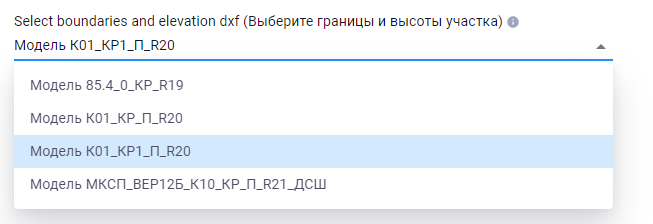 Select boundaries and elevation dxf (Выберите границы и высоты участка)
Модель К01_КР1_П_R20
Модель 85.4_0_КР_R19
Модель К01_КР_П_R20
Модель К01_КР1_П_R20
Модель МКСП_ВЕР12Б_К10_КР_П_R21_ДСШ